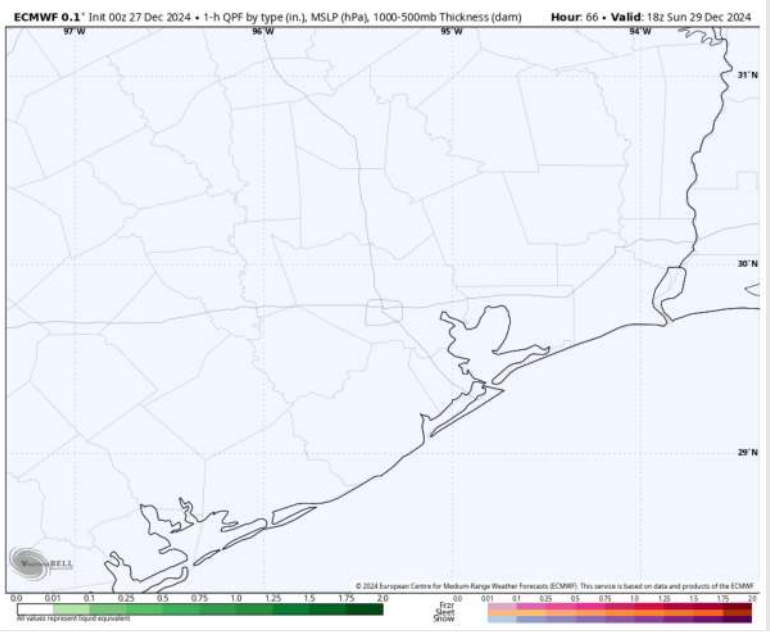 ECMWF 0.1° Init 00z 27 Dec 2024 • 1-h QPF by type (in.), MSLP (hPa), 1000-500mb Thickness (dam) Hour: 66 • Valid: 18z Sun 29 Dec 2024
97°W 96°W 95°W 94°W
31°N
30°N
29°N
WeatherBELL
© 2024 European Centre for Medium-Range Weather Forecasts (ECMWF). This service is based on data and products of the ECMWF
0.0 0.01 0.1 0.25 0.5 0.75 1.0 1.25 1.5 1.75 2.0 0.0 0.01 0.1 0.25 0.5 0.75 1.0 1.25 1.5 1.75 2.0
Frzr
Sleet
Snow
All values represent liquid equivalent